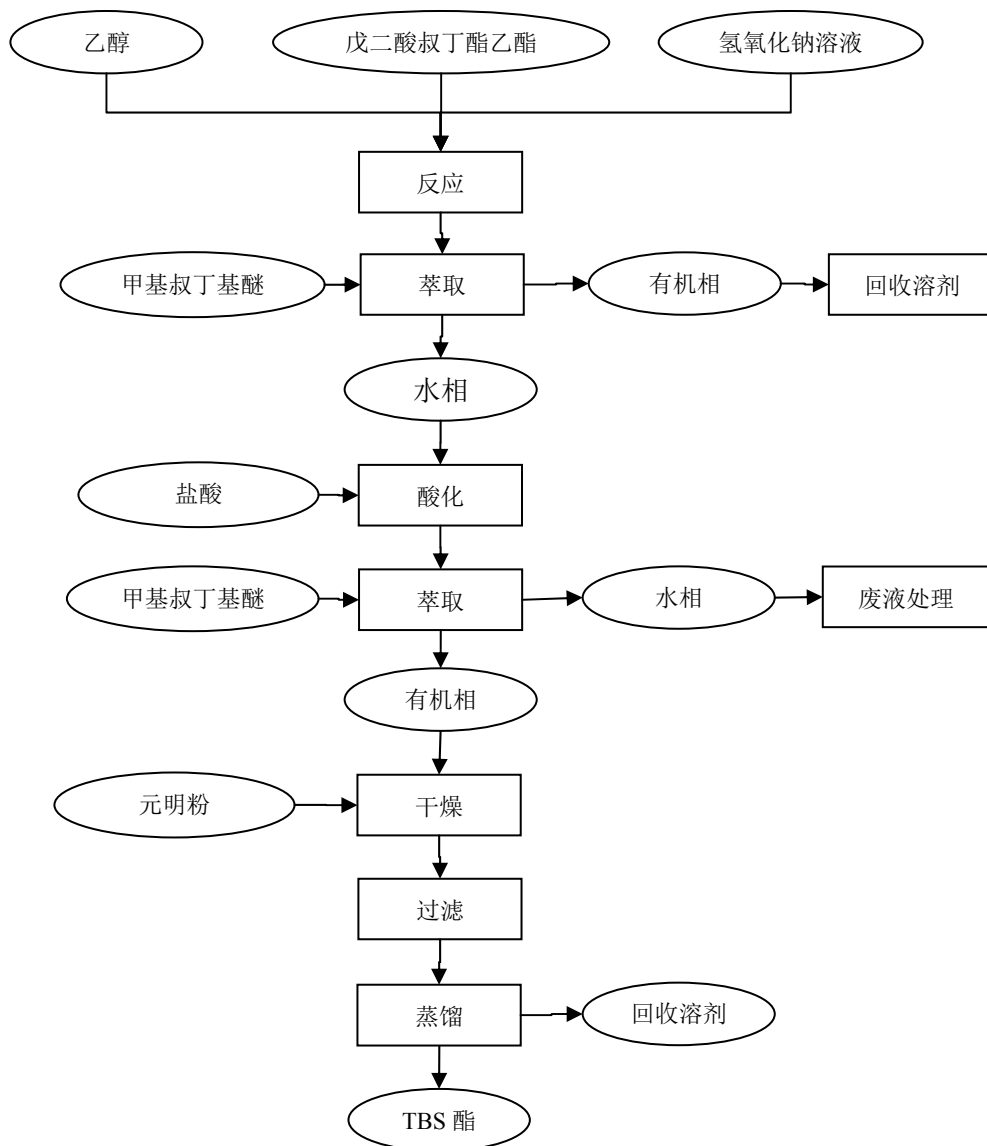 乙醇
戊二酸叔丁酯乙酯
氢氧化钠溶液
反应
甲基叔丁基醚
萃取
有机相
回收溶剂
水相
盐酸
酸化
甲基叔丁基醚
萃取
水相
废液处理
有机相
元明粉
干燥
过滤
蒸馏
回收溶剂
TBS 酯